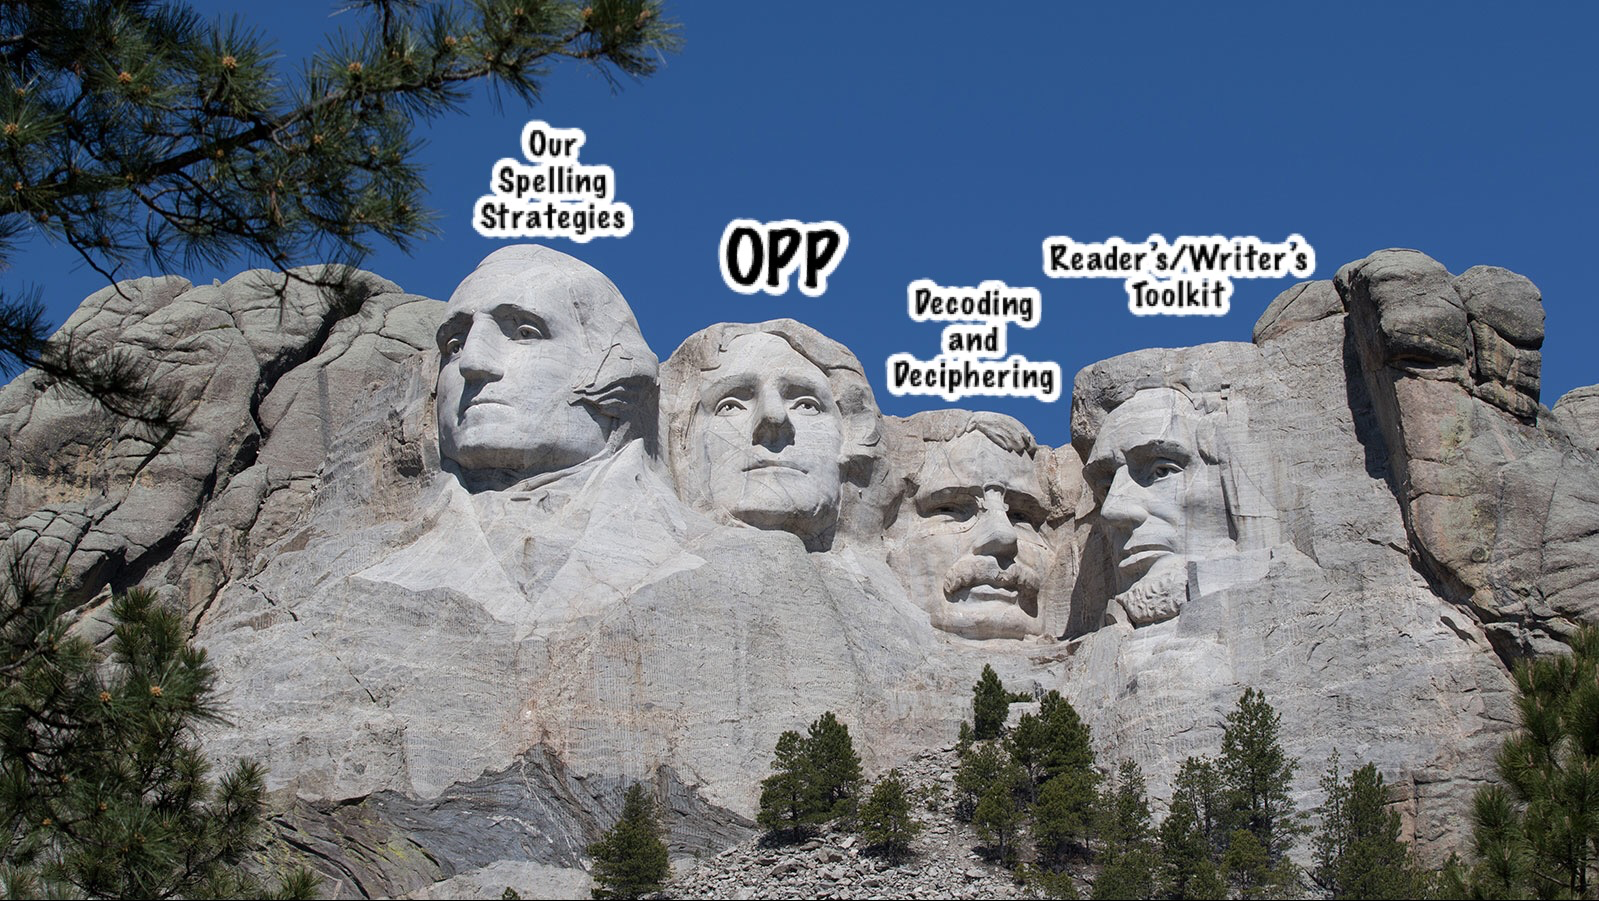 Our
Spelling
Strategies
OPP
Decoding
and
Deciphering
Reader's/Writer's
Toolkit